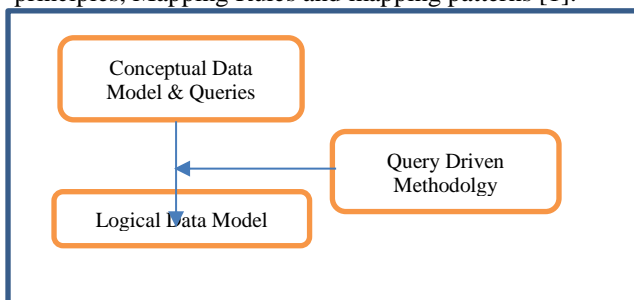 principles, Mapping Rules and mapping patterns [1].
Conceptual Data
Model & Queries
Query Driven
Methodolgy
Logical Data Model